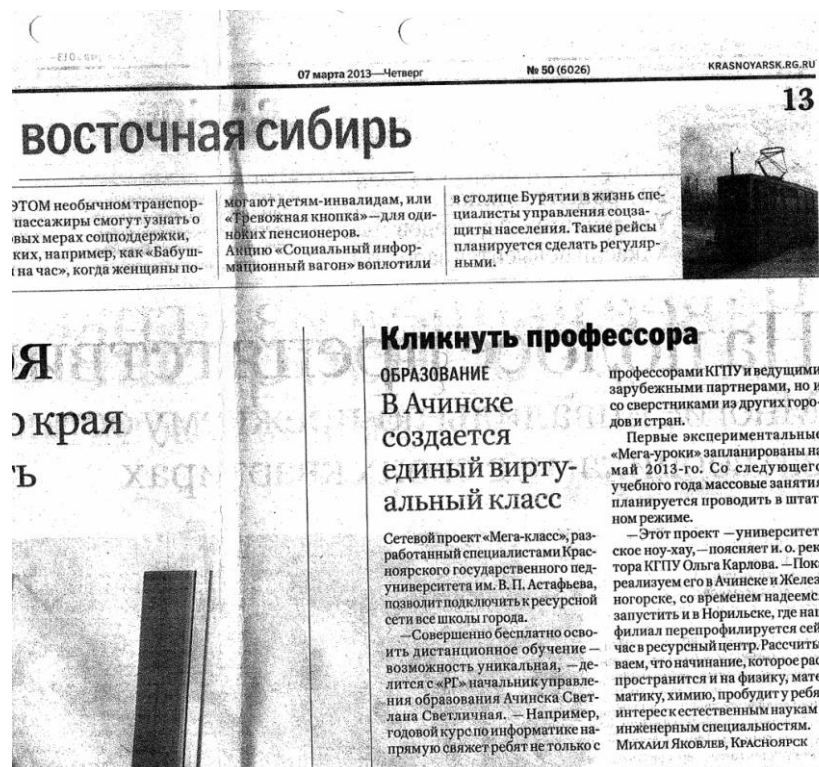 07 марта 2013—Четверг
№ 50 (6026)
KRASNOYARSK.RG.RU
13
восточная сибирь
ЭТОМ необычном транспор-
пассажиры смогут узнать о
вых мерах соцподдержки,
ких, например, как «Бабуш-
на час», когда женщины по-
могают детям-инвалидам, или
«Тревожная кнопка»—для оди-
ноких пенсионеров.
Акцию «Социальный инфор-
мационный вагон» воплотили
в столице Бурятии в жизнь спе-
циалисты управления соцза-
щиты населения. Такие рейсы
планируется сделать регуляр-
ными.
я
о края
ть
Кликнуть профессора
ОБРАЗОВАНИЕ
В Ачинске
создается
единый вирту-
альный класс
Сетевой проект «Мега-класс», раз-
работанный специалистами Крас-
ноярского государственного пед-
университета им. В. П. Астафьева,
позволит подключить к ресурсной
сети все школы города.
—Совершенно бесплатно осво-
ить дистанционное обучение —
возможность уникальная, —де-
лится с «РГ» начальник управле-
ния образования Ачинска Свет-
лана Светличная. —Например,
годовой курс по информатике на-
прямую свяжет ребят не только с
профессорами КГПУ и ведущими
зарубежными партнерами, но и
со сверстниками из других горо-
дов и стран.
Первые экспериментальные
«Мега-уроки» запланированы на
май 2013-го. Со следующего
учебного года массовые занятия
планируется проводить в штат
ном режиме.
—Этот проект —университет
ское ноу-хау, —поясняет и. о. рек
тора КГПУ Ольга Карлова. —Пока
реализуем его в Ачинске и Желез
ногорске, со временем надеемс
запустить и в Норильске, где наш
филиал перепрофилируется сей
час в ресурсный центр. Рассчиты
ваем, что начинание, которое рас
пространится и на физику, мате
матику, химию, пробудит у ребя
интерес к естественным наукам
инженерным специальностям.
МИХАИЛ ЯКОВЛЕВ, КРАСНОЯРСК